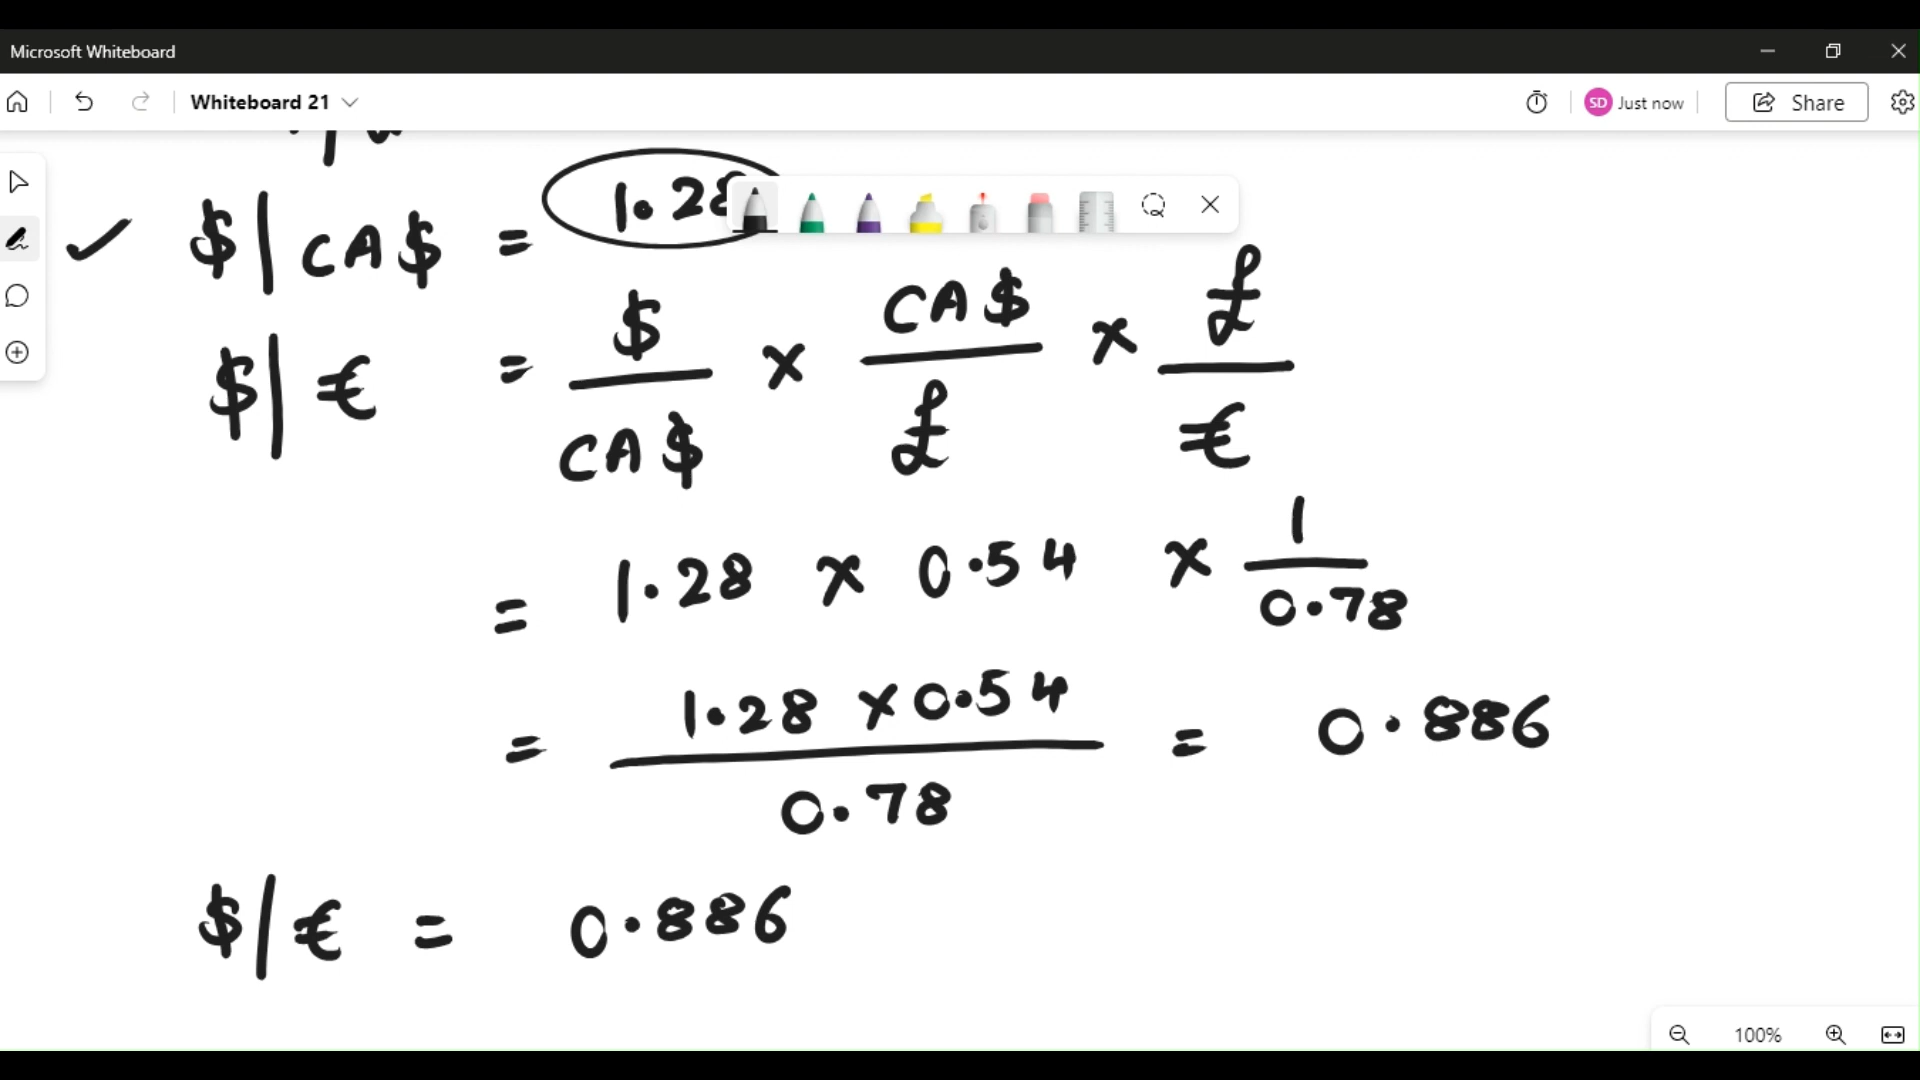 Microsoft Whiteboard
Whiteboard 21
SD Just now
Share
$|CA$ = 1.28
$|€ = $/CA$ × CA$/£ × £/€
= 1.28 × 0.54 × 1/0.78
= 1.28 × 0.54/0.78 = 0.886
$/€ = 0.886
100%